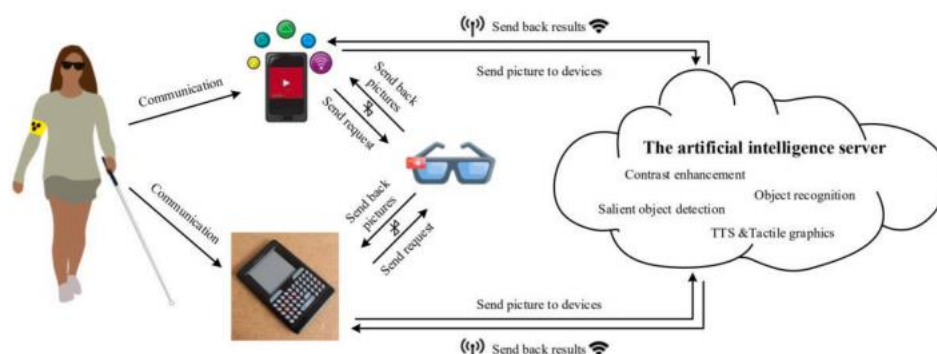 Send back results
Send picture to devices
Communication
Send back
pictures
Send request
The artificial intelligence server
Contrast enhancement
Object recognition
Salient object detection
TTS &Tactile graphics
Communication
Send back
pictures
Send request
Send picture to devices
Send back results